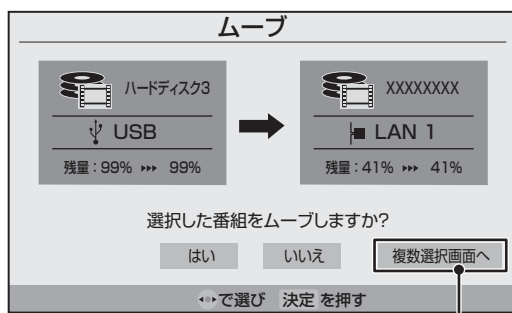 ムーブ
ハードディスク3
USB
残量：99% ▸▸▸ 99%
XXXXXXXX
LAN 1
残量：41% ▸▸▸ 41%
選択した番組をムーブしますか?
はい いいえ 複数選択画面へ
で選び 決定 を押す